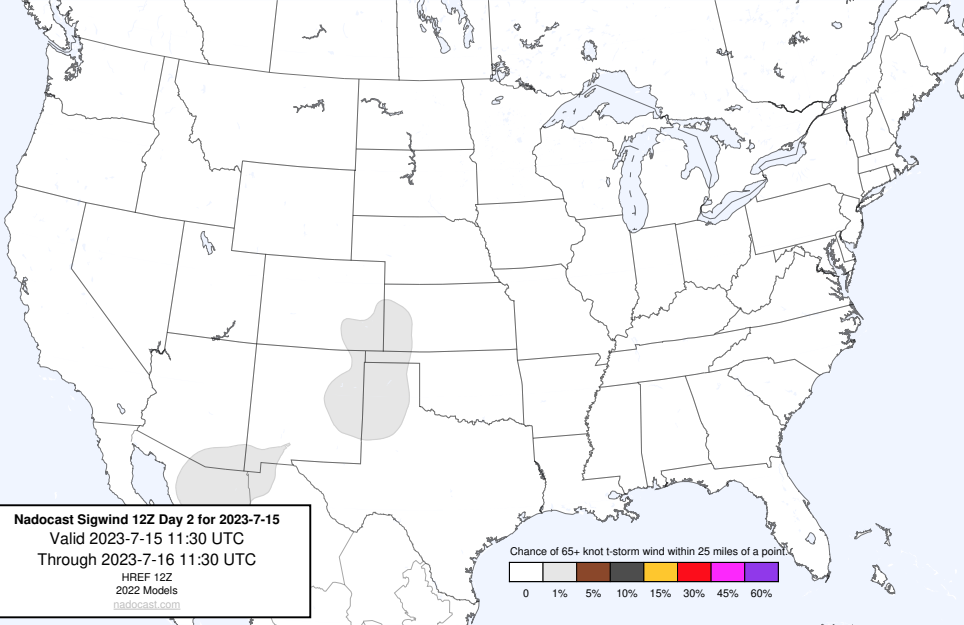 Nadocast Sigwind 12Z Day 2 for 2023-7-15
Valid 2023-7-15 11:30 UTC
Through 2023-7-16 11:30 UTC
HREF 12Z
2022 Models
nadocast.com
Chance of 65+ knot t-storm wind within 25 miles of a point.
0 1% 5% 10% 15% 30% 45% 60%